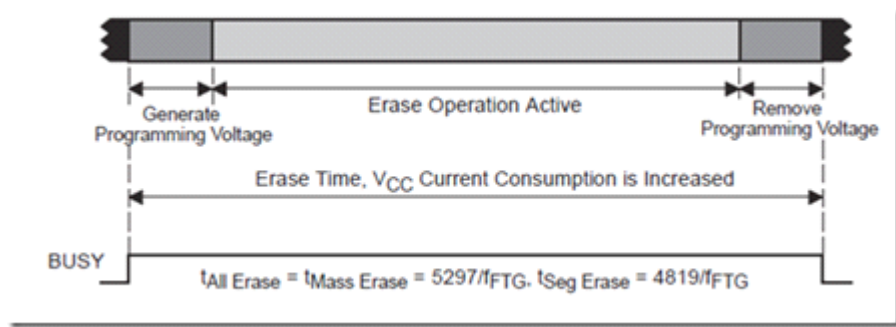 Generate
Programming Voltage
Erase Operation Active
Remove
Programming Voltage
Erase Time, VCC Current Consumption is Increased
BUSY
tAll Erase = tMass Erase = 5297/fFTG, tSeg Erase = 4819/fFTG